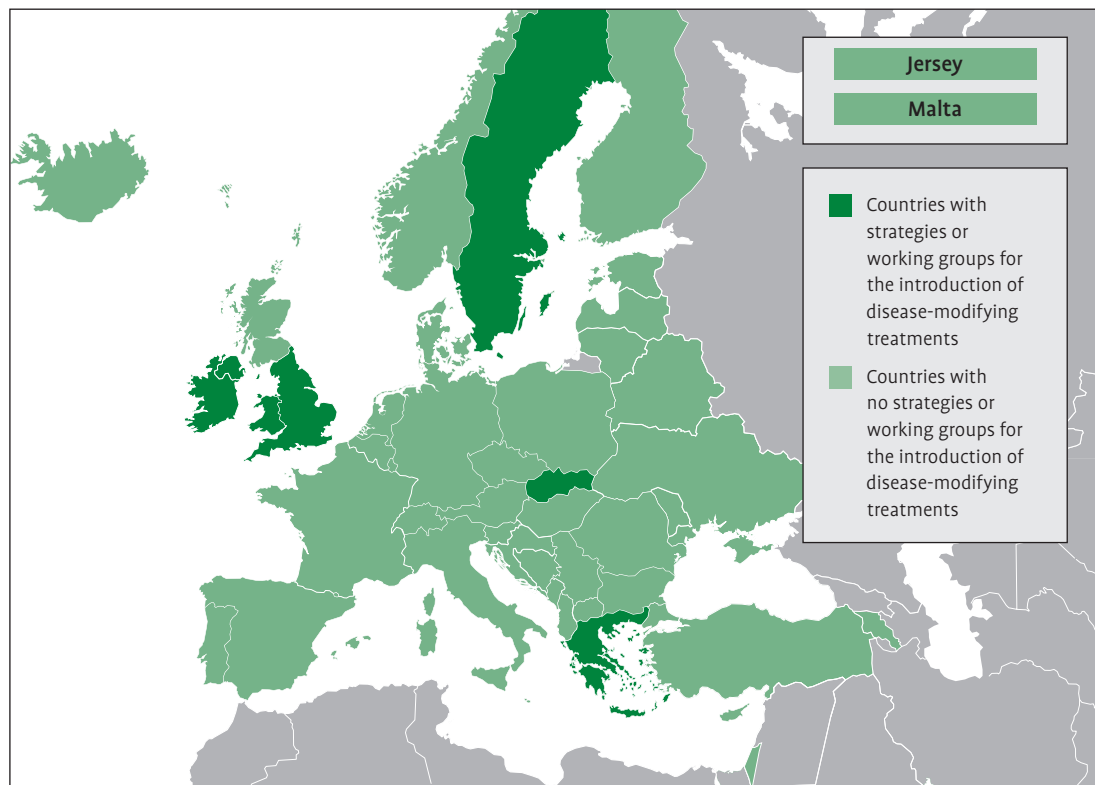 Jersey
Malta
Countries with
strategies or
working groups for
the introduction of
disease-modifying
treatments
Countries with
no strategies or
working groups for
the introduction of
disease-modifying
treatments